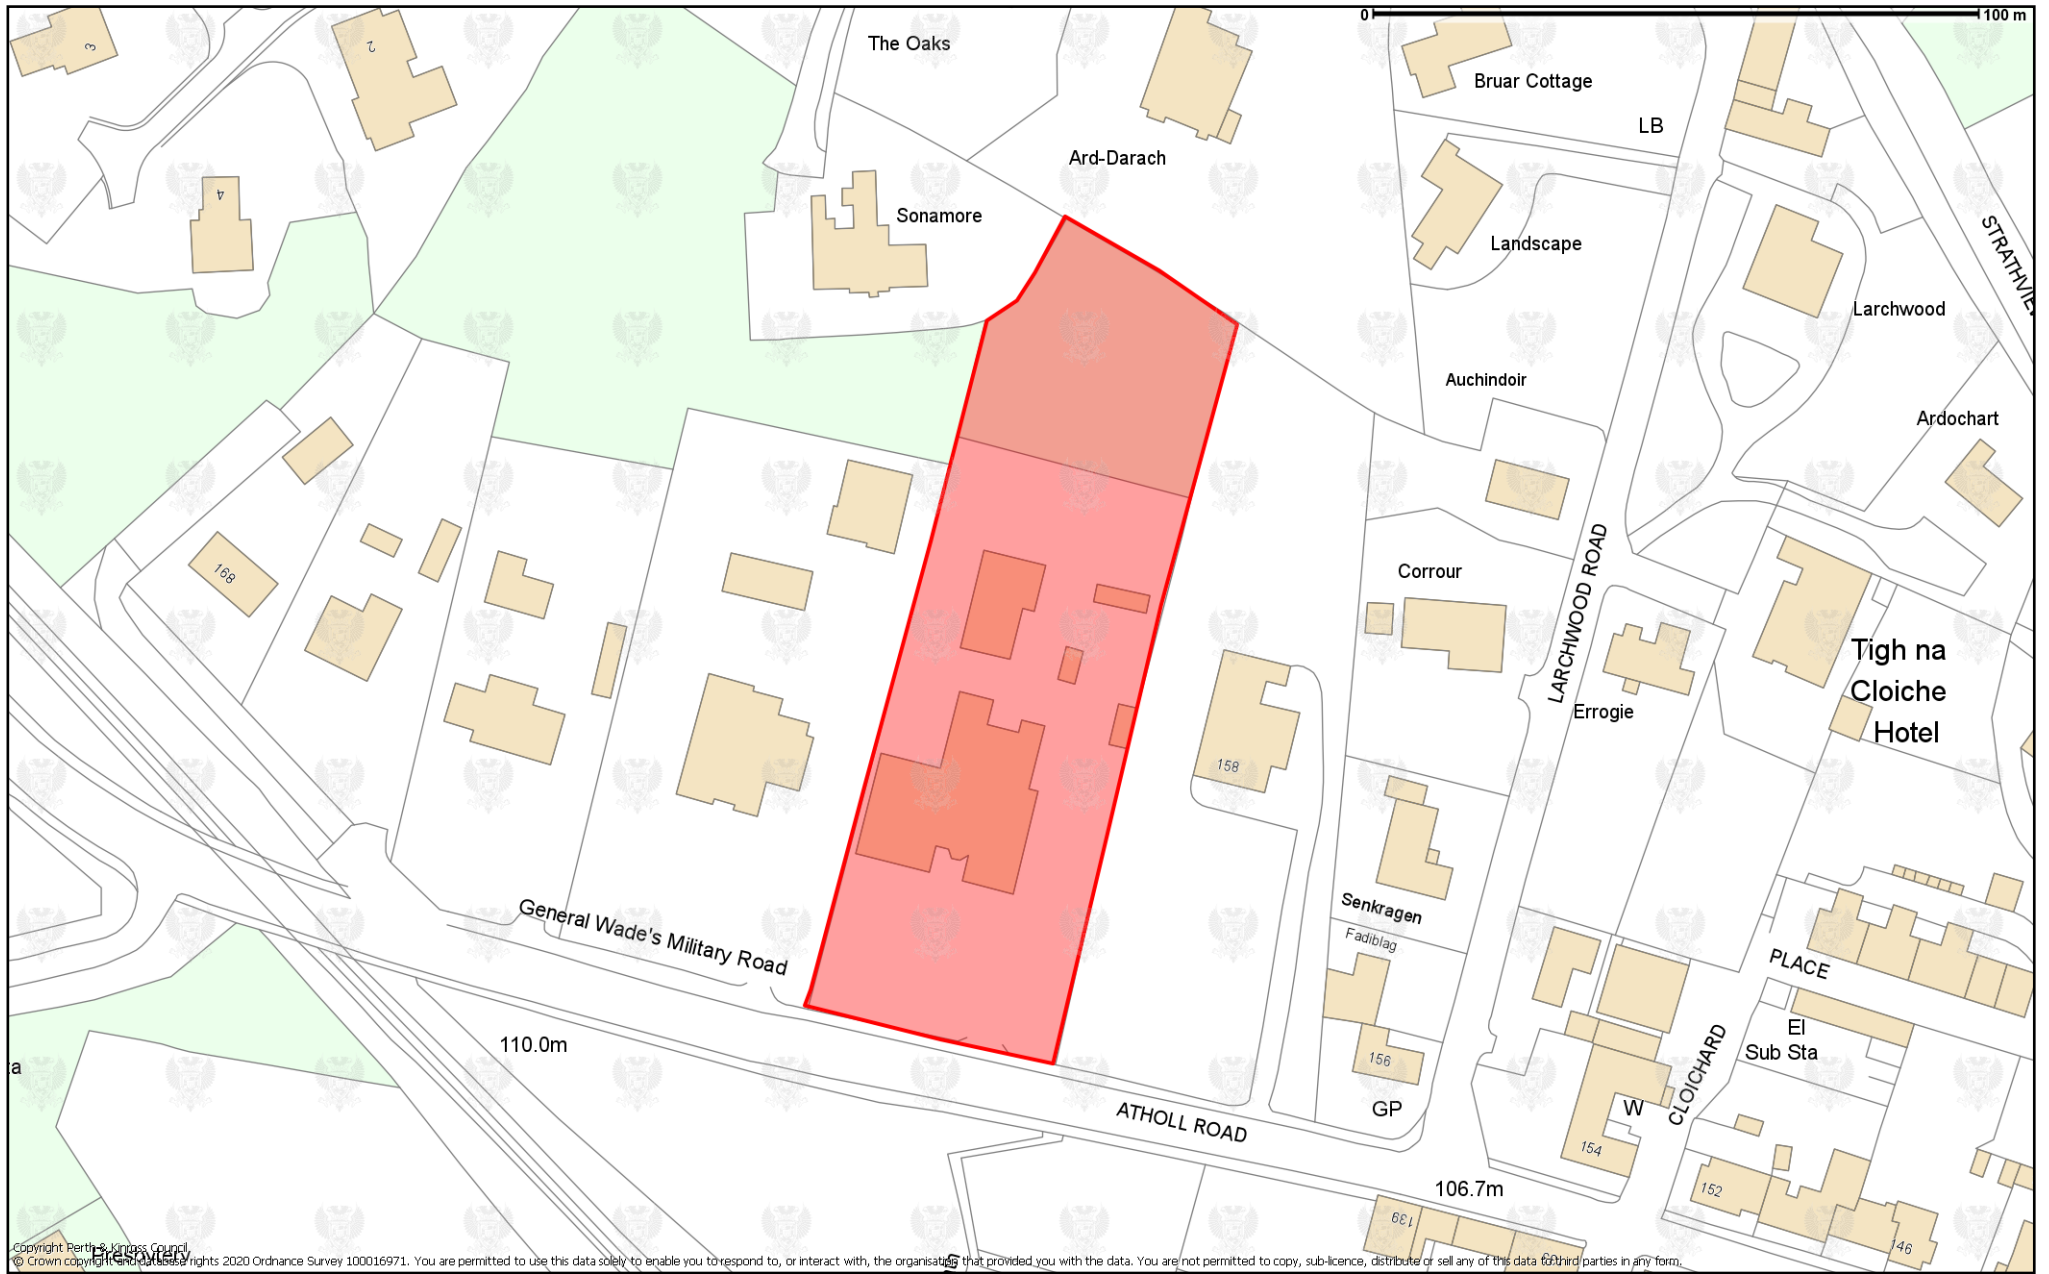 0 100 m
The Oaks
3
2
Bruar Cottage
LB
Ard-Darach
4
Sonamore
Landscape
STRATHVIE
Larchwood
Auchindoir
Ardochart
LARCHWOOD ROAD
168
Corrour
Tigh na
Cloiche
Hotel
Errogie
158
Senkragen
Fadiblag
General Wade's Military Road
PLACE
110.0m
El
Sub Sta
CLOICHARD
156
GP
W
ATHOLL ROAD
154
152
106.7m
139
146
Presbytery
Copyright Perth & Kinross Council
© Crown copyright and database rights 2020 Ordnance Survey 100016971. You are permitted to use this data solely to enable you to respond to, or interact with, the organisation that provided you with the data. You are not permitted to copy, sub-licence, distribute or sell any of this data to third parties in any form.